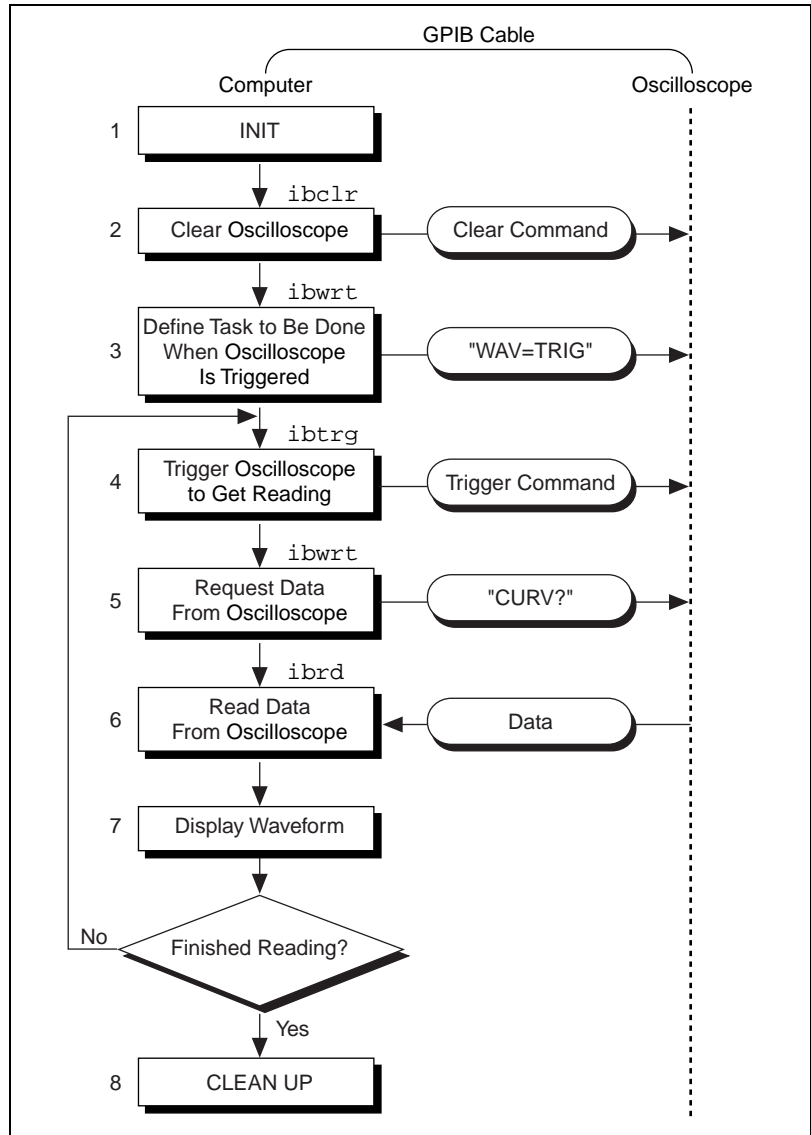 GPIB Cable
Computer
Oscilloscope
1
INIT
ibclr
2
Clear Oscilloscope
Clear Command
ibwrt
3
Define Task to Be Done
When Oscilloscope
Is Triggered
"WAV=TRIG"
ibtrg
4
Trigger Oscilloscope
to Get Reading
Trigger Command
ibwrt
5
Request Data
From Oscilloscope
"CURV?"
ibrd
6
Read Data
From Oscilloscope
Data
7
Display Waveform
No
Finished Reading?
Yes
8
CLEAN UP